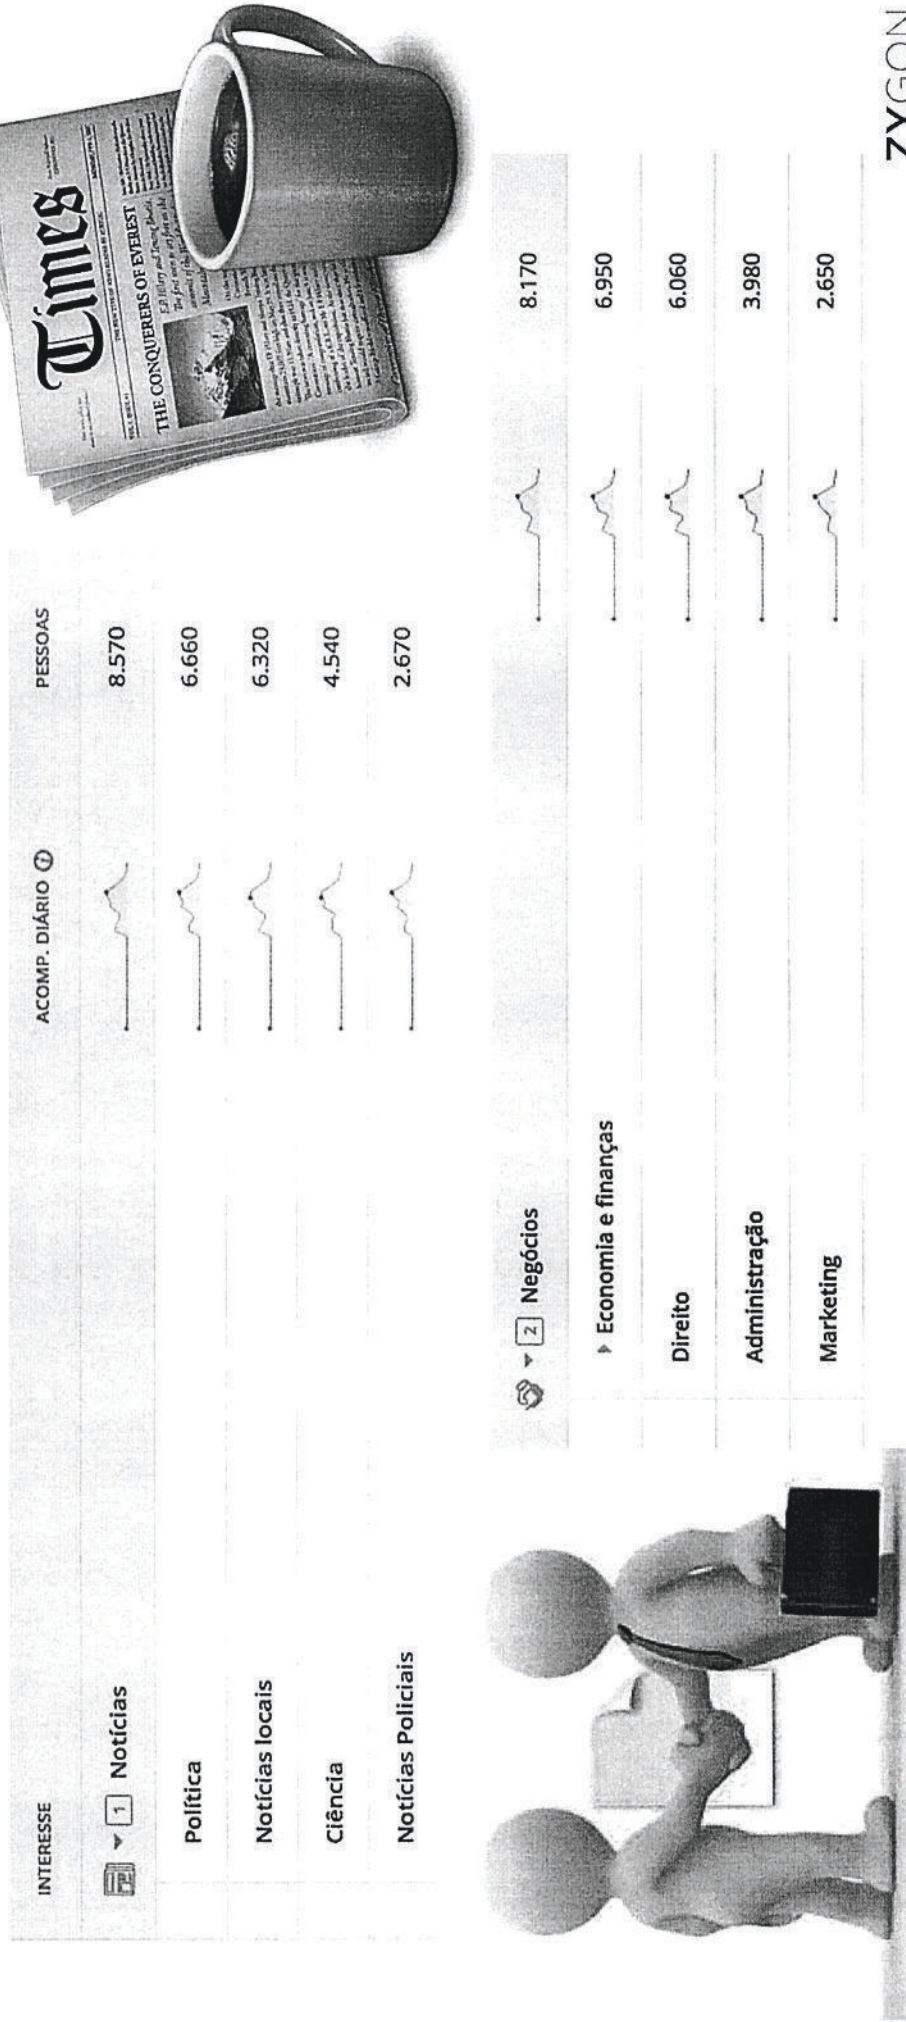 INTERESSE ACOMP. DIÁRIO PESSOAS
1 Notícias 8.570
Política 6.660
Notícias locais 6.320
Ciência 4.540
Notícias Policiais 2.670
Times
THE CONQUERERS OF EVEREST
2 Negócios 8.170
Economia e finanças 6.950
Direito 6.060
Administração 3.980
Marketing 2.650
ZYGON